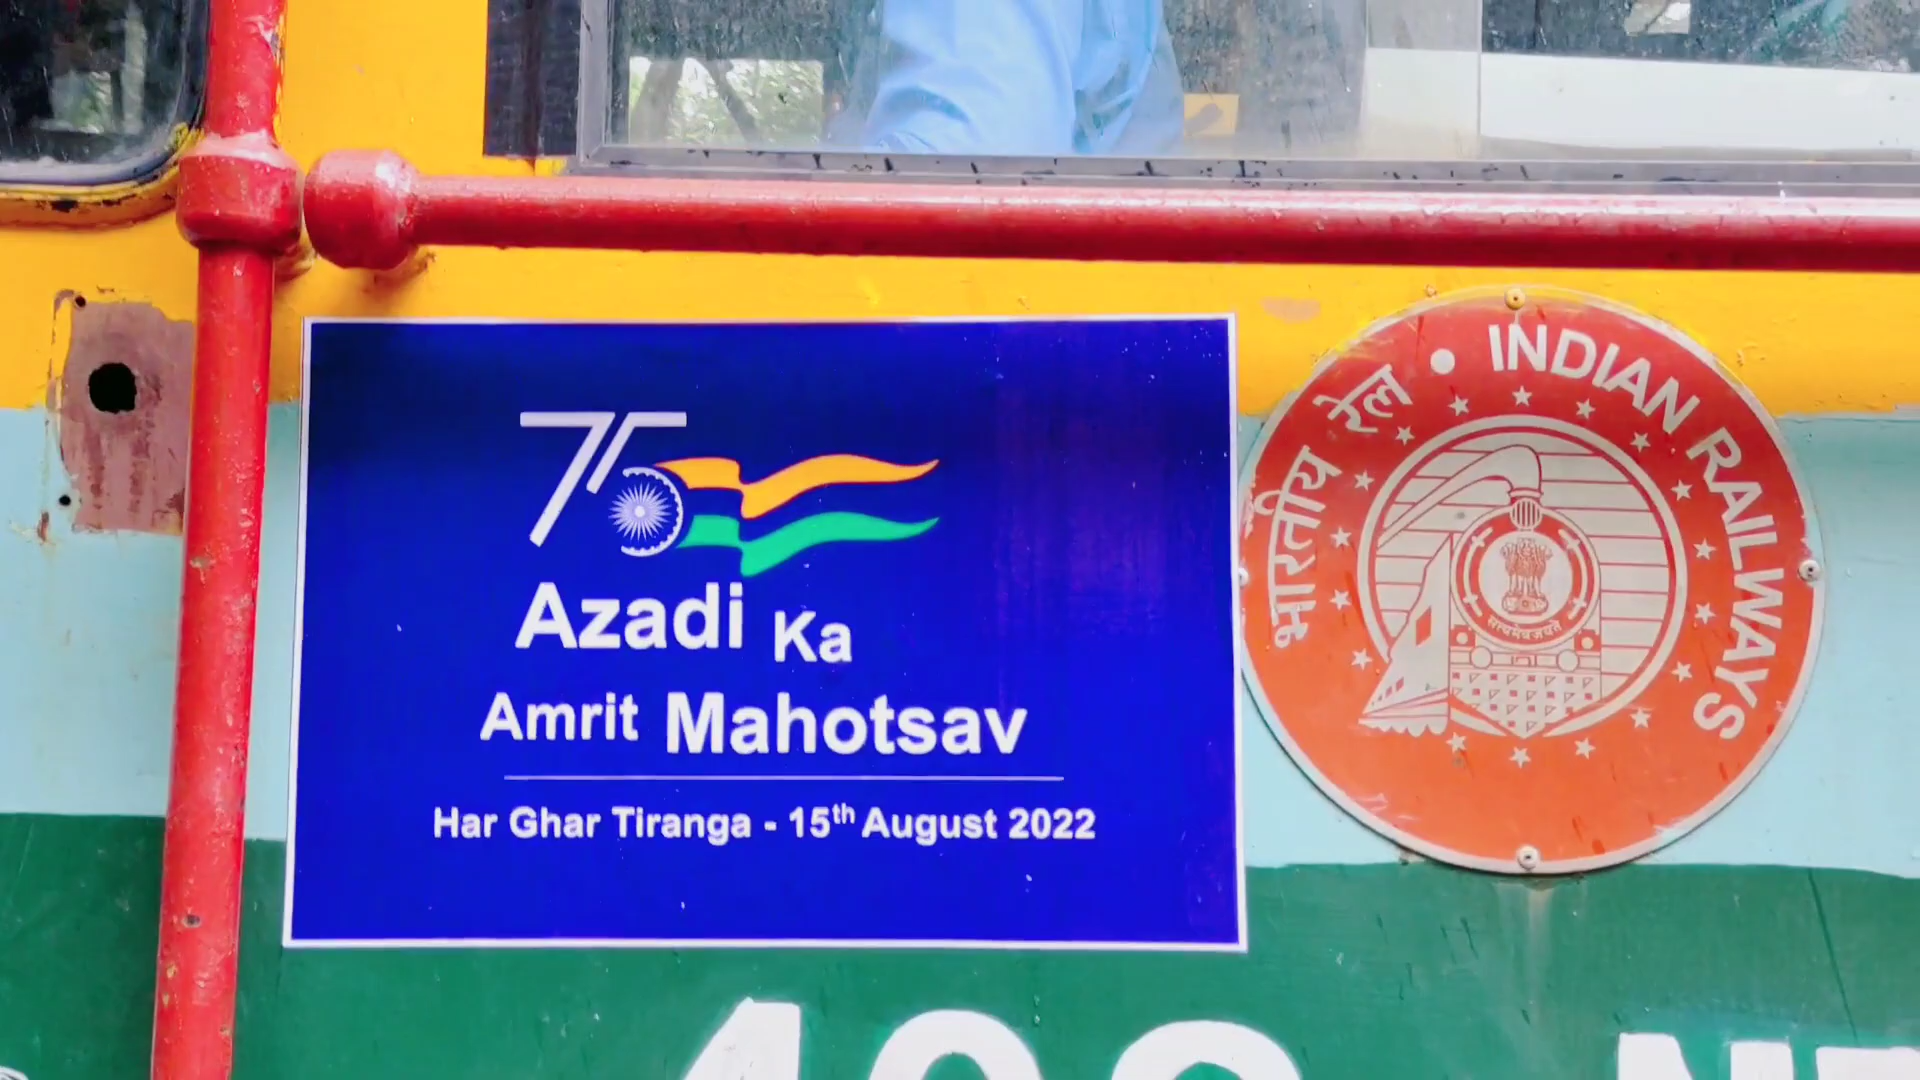 75
Azadi Ka
Amrit Mahotsav
Har Ghar Tiranga - 15th August 2022
भारतीय रेल • INDIAN RAILWAYS
सत्यमेव जयते